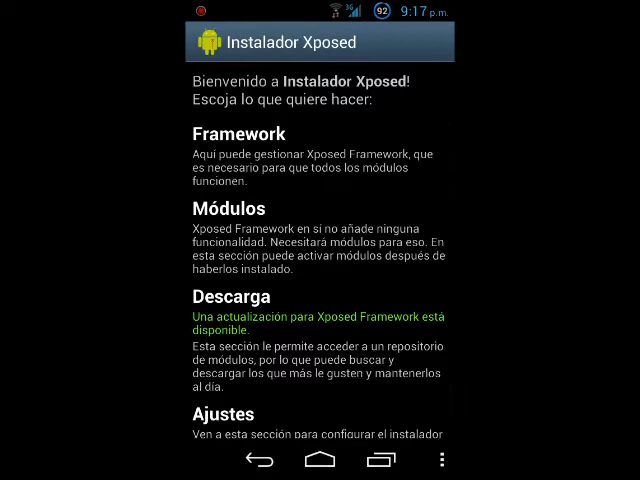 3G 92 9:17 p.m.
Instalador Xposed
Bienvenido a Instalador Xposed!
Escoja lo que quiere hacer:
Framework
Aquí puede gestionar Xposed Framework, que
es necesario para que todos los módulos
funcionen.
Módulos
Xposed Framework en sí no añade ninguna
funcionalidad. Necesitará módulos para eso. En
esta sección puede activar módulos después de
haberlos instalado.
Descarga
Una actualización para Xposed Framework está
disponible.
Esta sección le permite acceder a un repositorio
de módulos, por lo que puede buscar y
descargar los que más le gusten y mantenerlos
al día.
Ajustes
Ven a esta sección para configurar el instalador